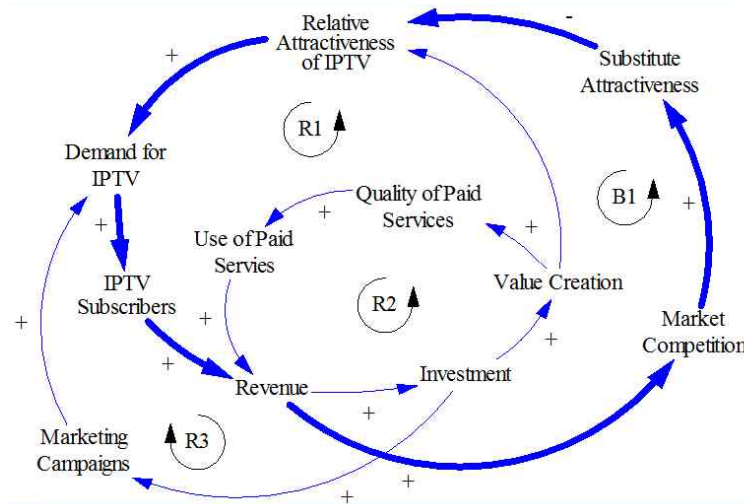 Relative
Attractiveness
of IPTV
-
+
Substitute
Attractiveness
R1
Demand for
IPTV
Quality of Paid
Services
B1
+
+
+
+
Use of Paid
Servies
IPTV
Subscribers
Value Creation
R2
+
+
+
+
Market
Competition
Revenue
Investment
+
Marketing
Campaigns
R3
+
+